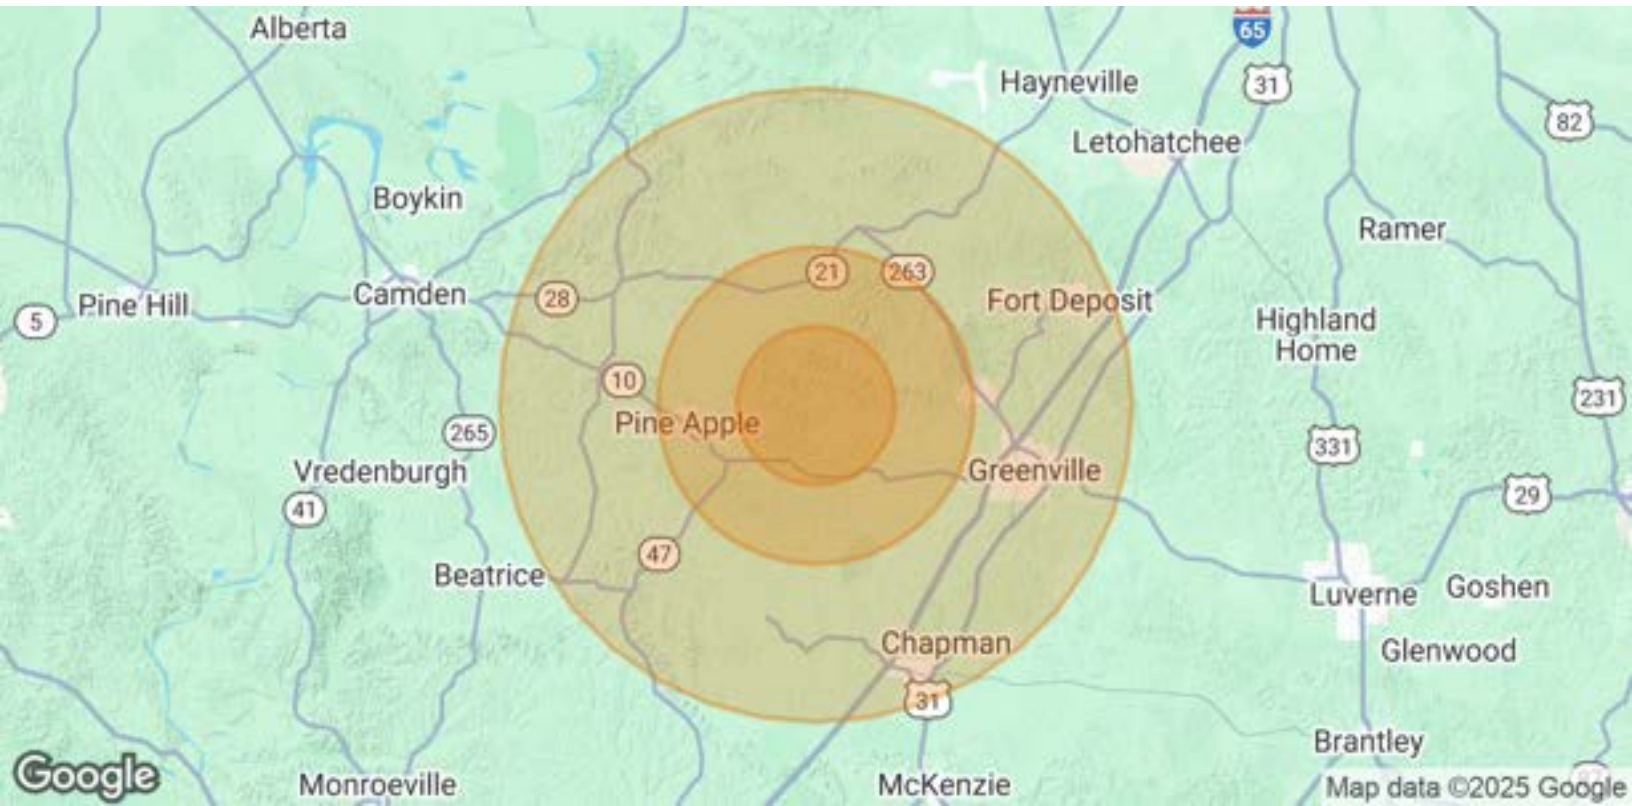 Alberta
65
Hayneville
31
82
Letohatchee
Boykin
Ramer
21
263
Camden
28
Fort Deposit
Pine Hill
5
Highland
Home
10
231
Pine Apple
265
331
Vredenburgh
Greenville
29
41
47
Beatrice
Luverne
Goshen
Chapman
Glenwood
31
Brantley
Google
Monroeville
McKenzie
Map data ©2025 Google